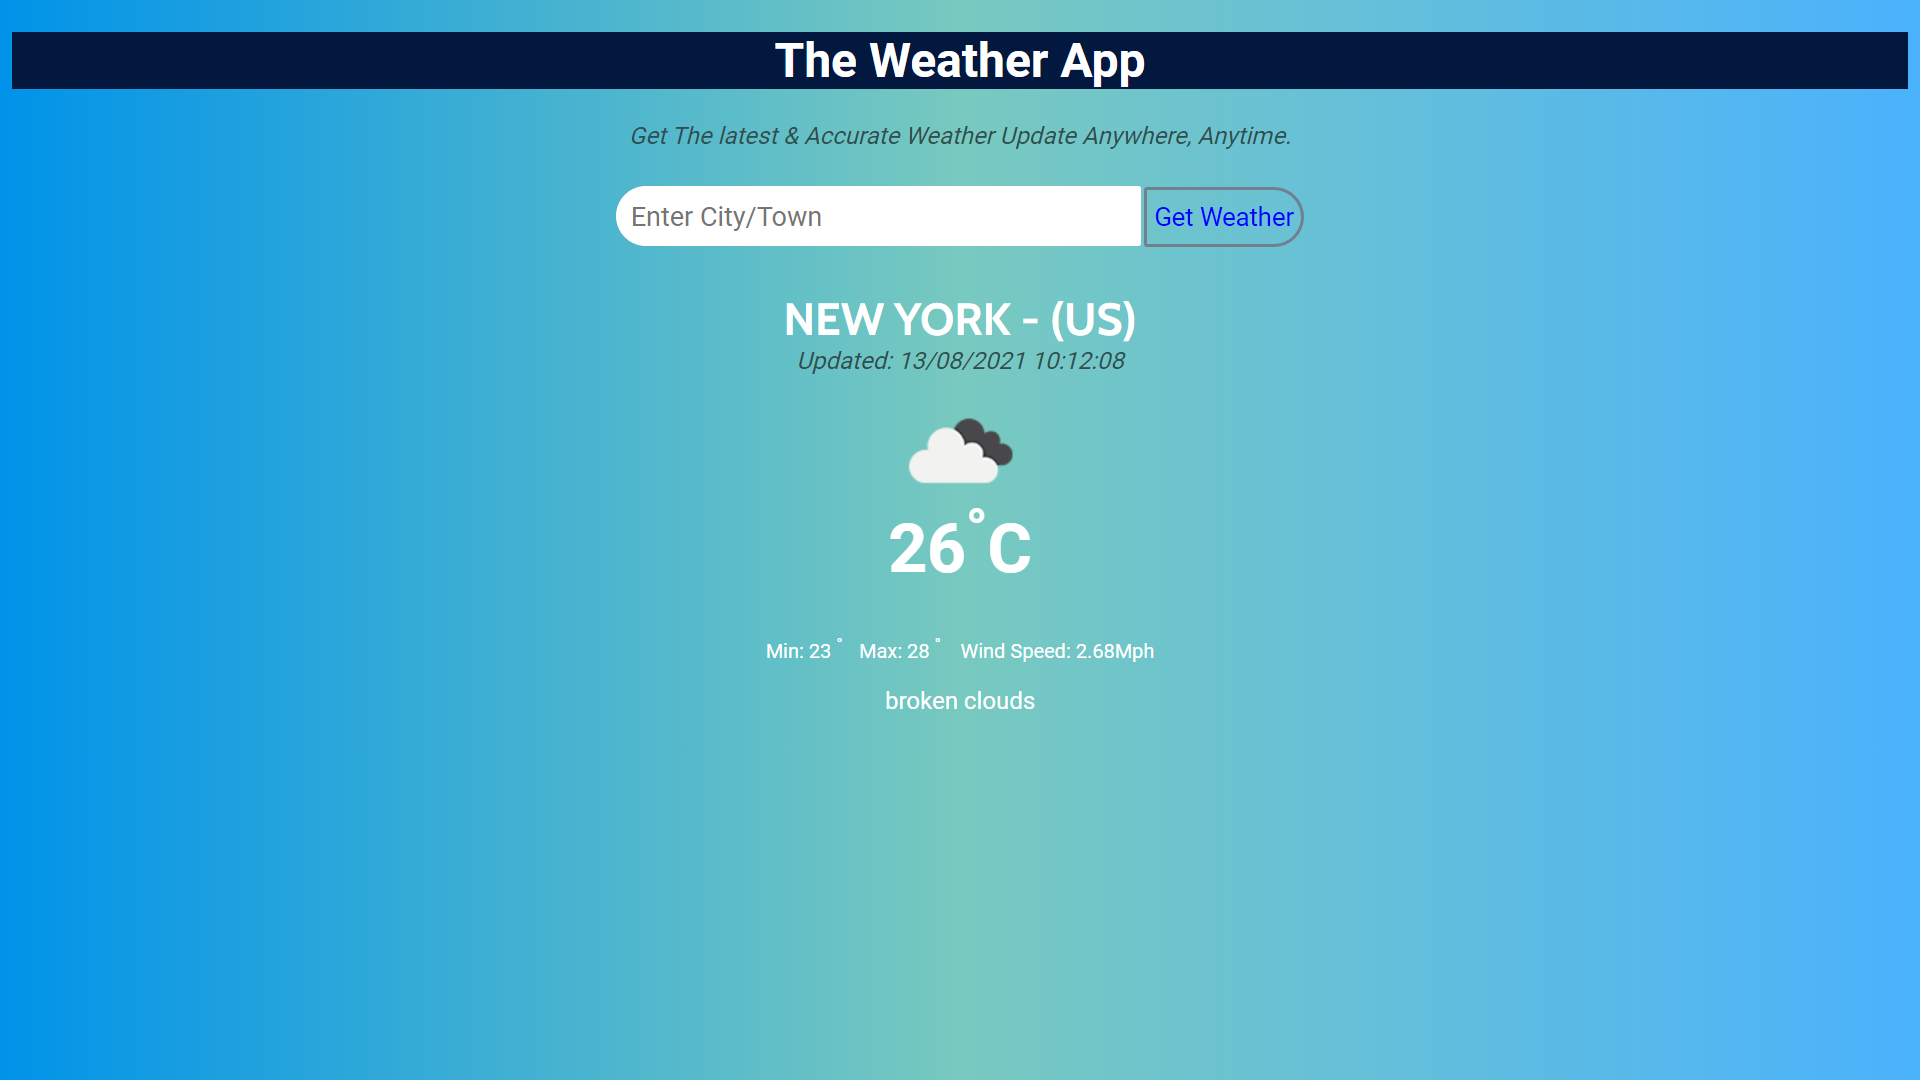 The Weather App
Get The latest & Accurate Weather Update Anywhere, Anytime.
Enter City/Town Get Weather
NEW YORK - (US)
Updated: 13/08/2021 10:12:08
26°C
Min: 23 ° Max: 28 ° Wind Speed: 2.68Mph
broken clouds